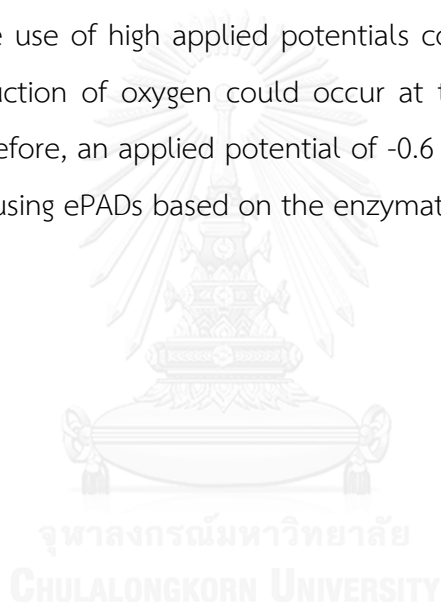 e use of high applied potentials co
uction of oxygen could occur at t
efore, an applied potential of -0.6
using ePADs based on the enzymat
จุฬาลงกรณ์มหาวิทยาลัย
CHULALONGKORN UNIVERSITY